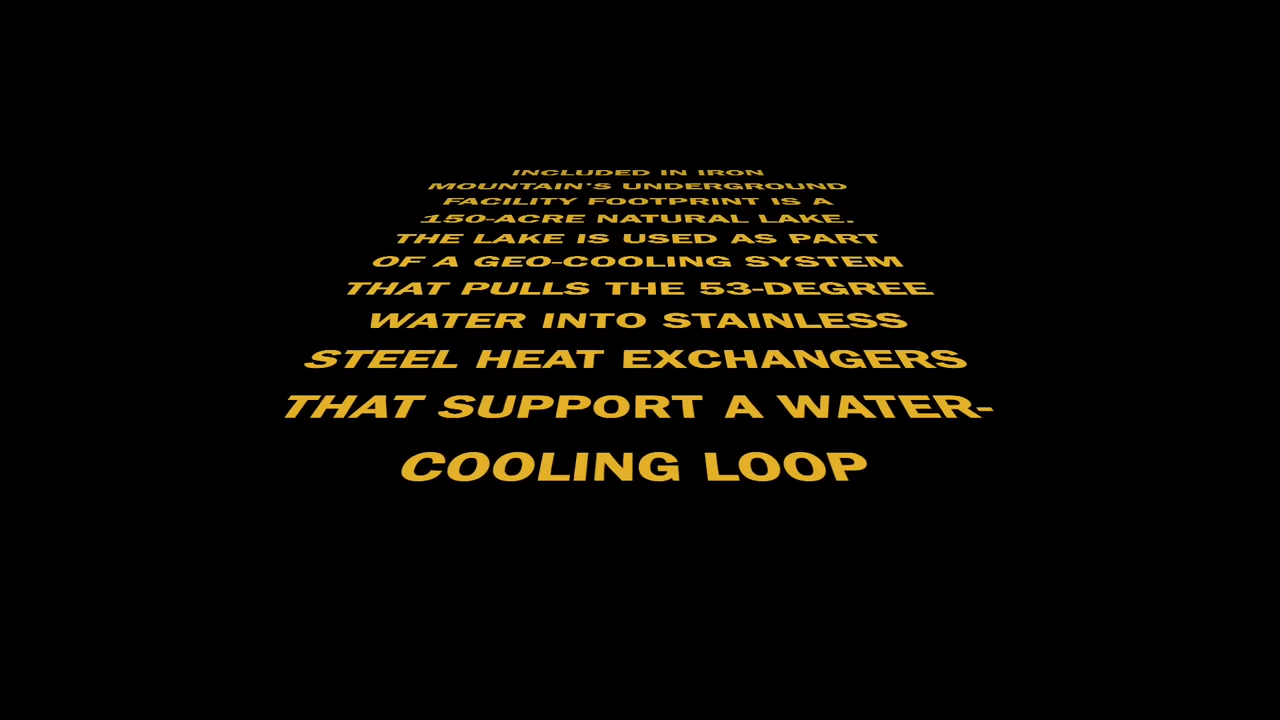 INCLUDED IN IRON
MOUNTAIN'S UNDERGROUND
FACILITY FOOTPRINT IS A
150-ACRE NATURAL LAKE.
THE LAKE IS USED AS PART
OF A GEO-COOLING SYSTEM
THAT PULLS THE 53-DEGREE
WATER INTO STAINLESS
STEEL HEAT EXCHANGERS
THAT SUPPORT A WATER-
COOLING LOOP